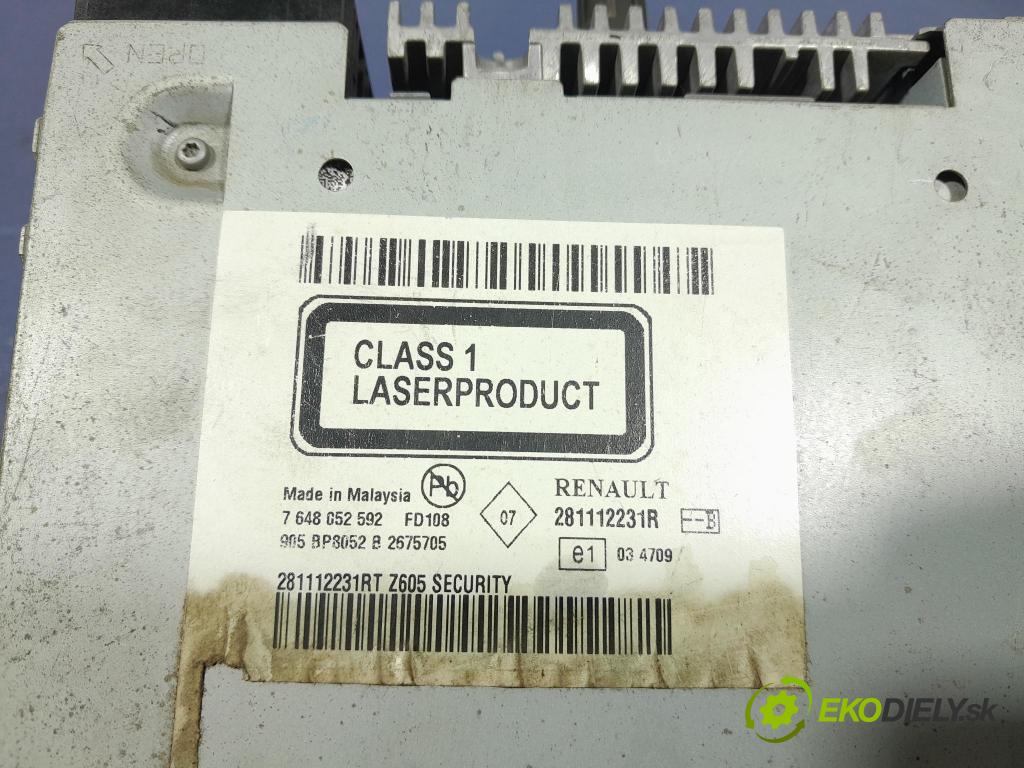 OPEN
CLASS 1
LASERPRODUCT
Made in Malaysia Pb
7 648 052 592 FD108
905 BP8052 B 2675705
07
RENAULT
281112231R --B
e1 03 4709
281112231RT Z605 SECURITY
EKODIELY.sk